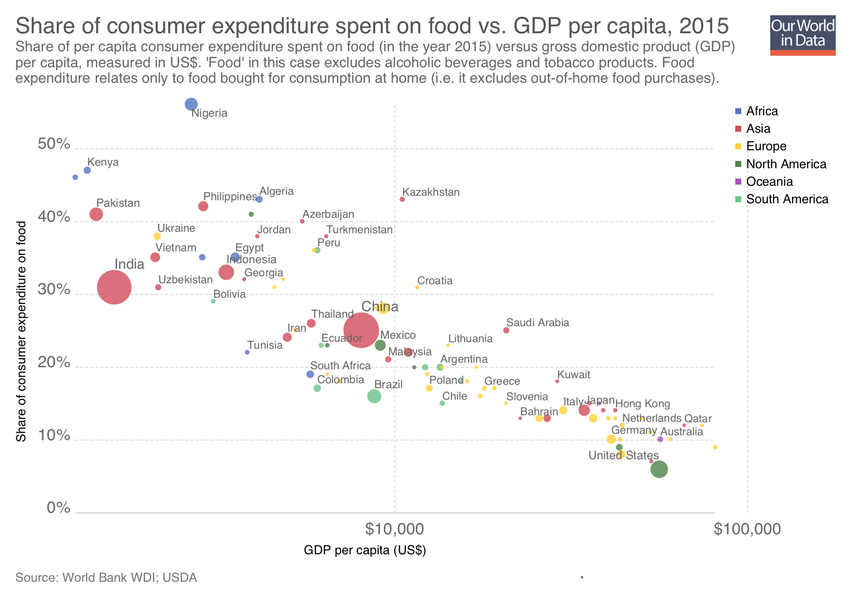 Share of consumer expenditure spent on food vs. GDP per capita, 2015
Our World
in Data
Share of per capita consumer expenditure spent on food (in the year 2015) versus gross domestic product (GDP)
per capita, measured in US$. 'Food' in this case excludes alcoholic beverages and tobacco products. Food
expenditure relates only to food bought for consumption at home (i.e. it excludes out-of-home food purchases).
Africa
Asia
Europe
North America
Oceania
South America
Share of consumer expenditure on food
50%
40%
30%
20%
10%
0%
Nigeria
Kenya
Pakistan
Philippines
Algeria
Kazakhstan
Azerbaijan
Ukraine
Jordan
Turkmenistan
Vietnam
Egypt
Peru
India
Indonesia
Uzbekistan
Georgia
Croatia
Bolivia
China
Thailand
Saudi Arabia
Iran
Tunisia
Ecuador
Mexico
Lithuania
Malaysia
South Africa
Argentina
Colombia
Poland
Greece
Kuwait
Brazil
Chile
Slovenia
Italy
Japan
Hong Kong
Bahrain
Netherlands
Qatar
Germany
Australia
United States
$10,000
$100,000
GDP per capita (US$)
Source: World Bank WDI; USDA